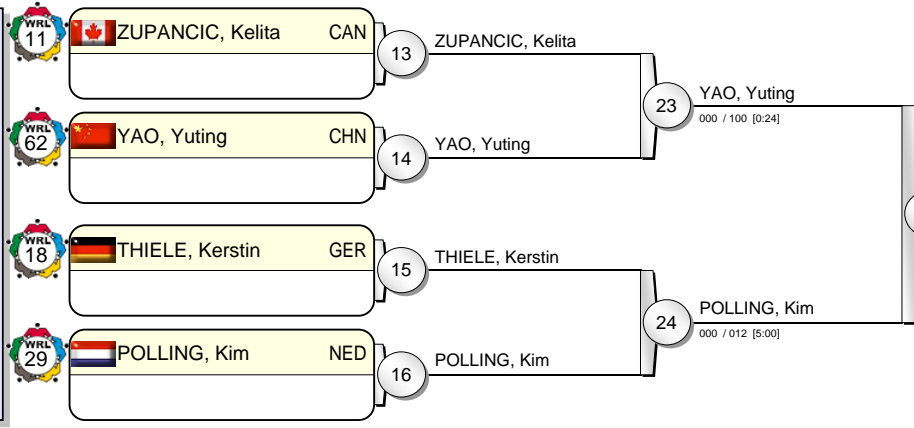 WRL
11
ZUPANCIC, Kelita CAN
13
ZUPANCIC, Kelita
23
YAO, Yuting
000 / 100 [0:24]
WRL
62
YAO, Yuting CHN
14
YAO, Yuting
WRL
18
THIELE, Kerstin GER
15
THIELE, Kerstin
24
POLLING, Kim
000 / 012 [5:00]
WRL
29
POLLING, Kim NED
16
POLLING, Kim